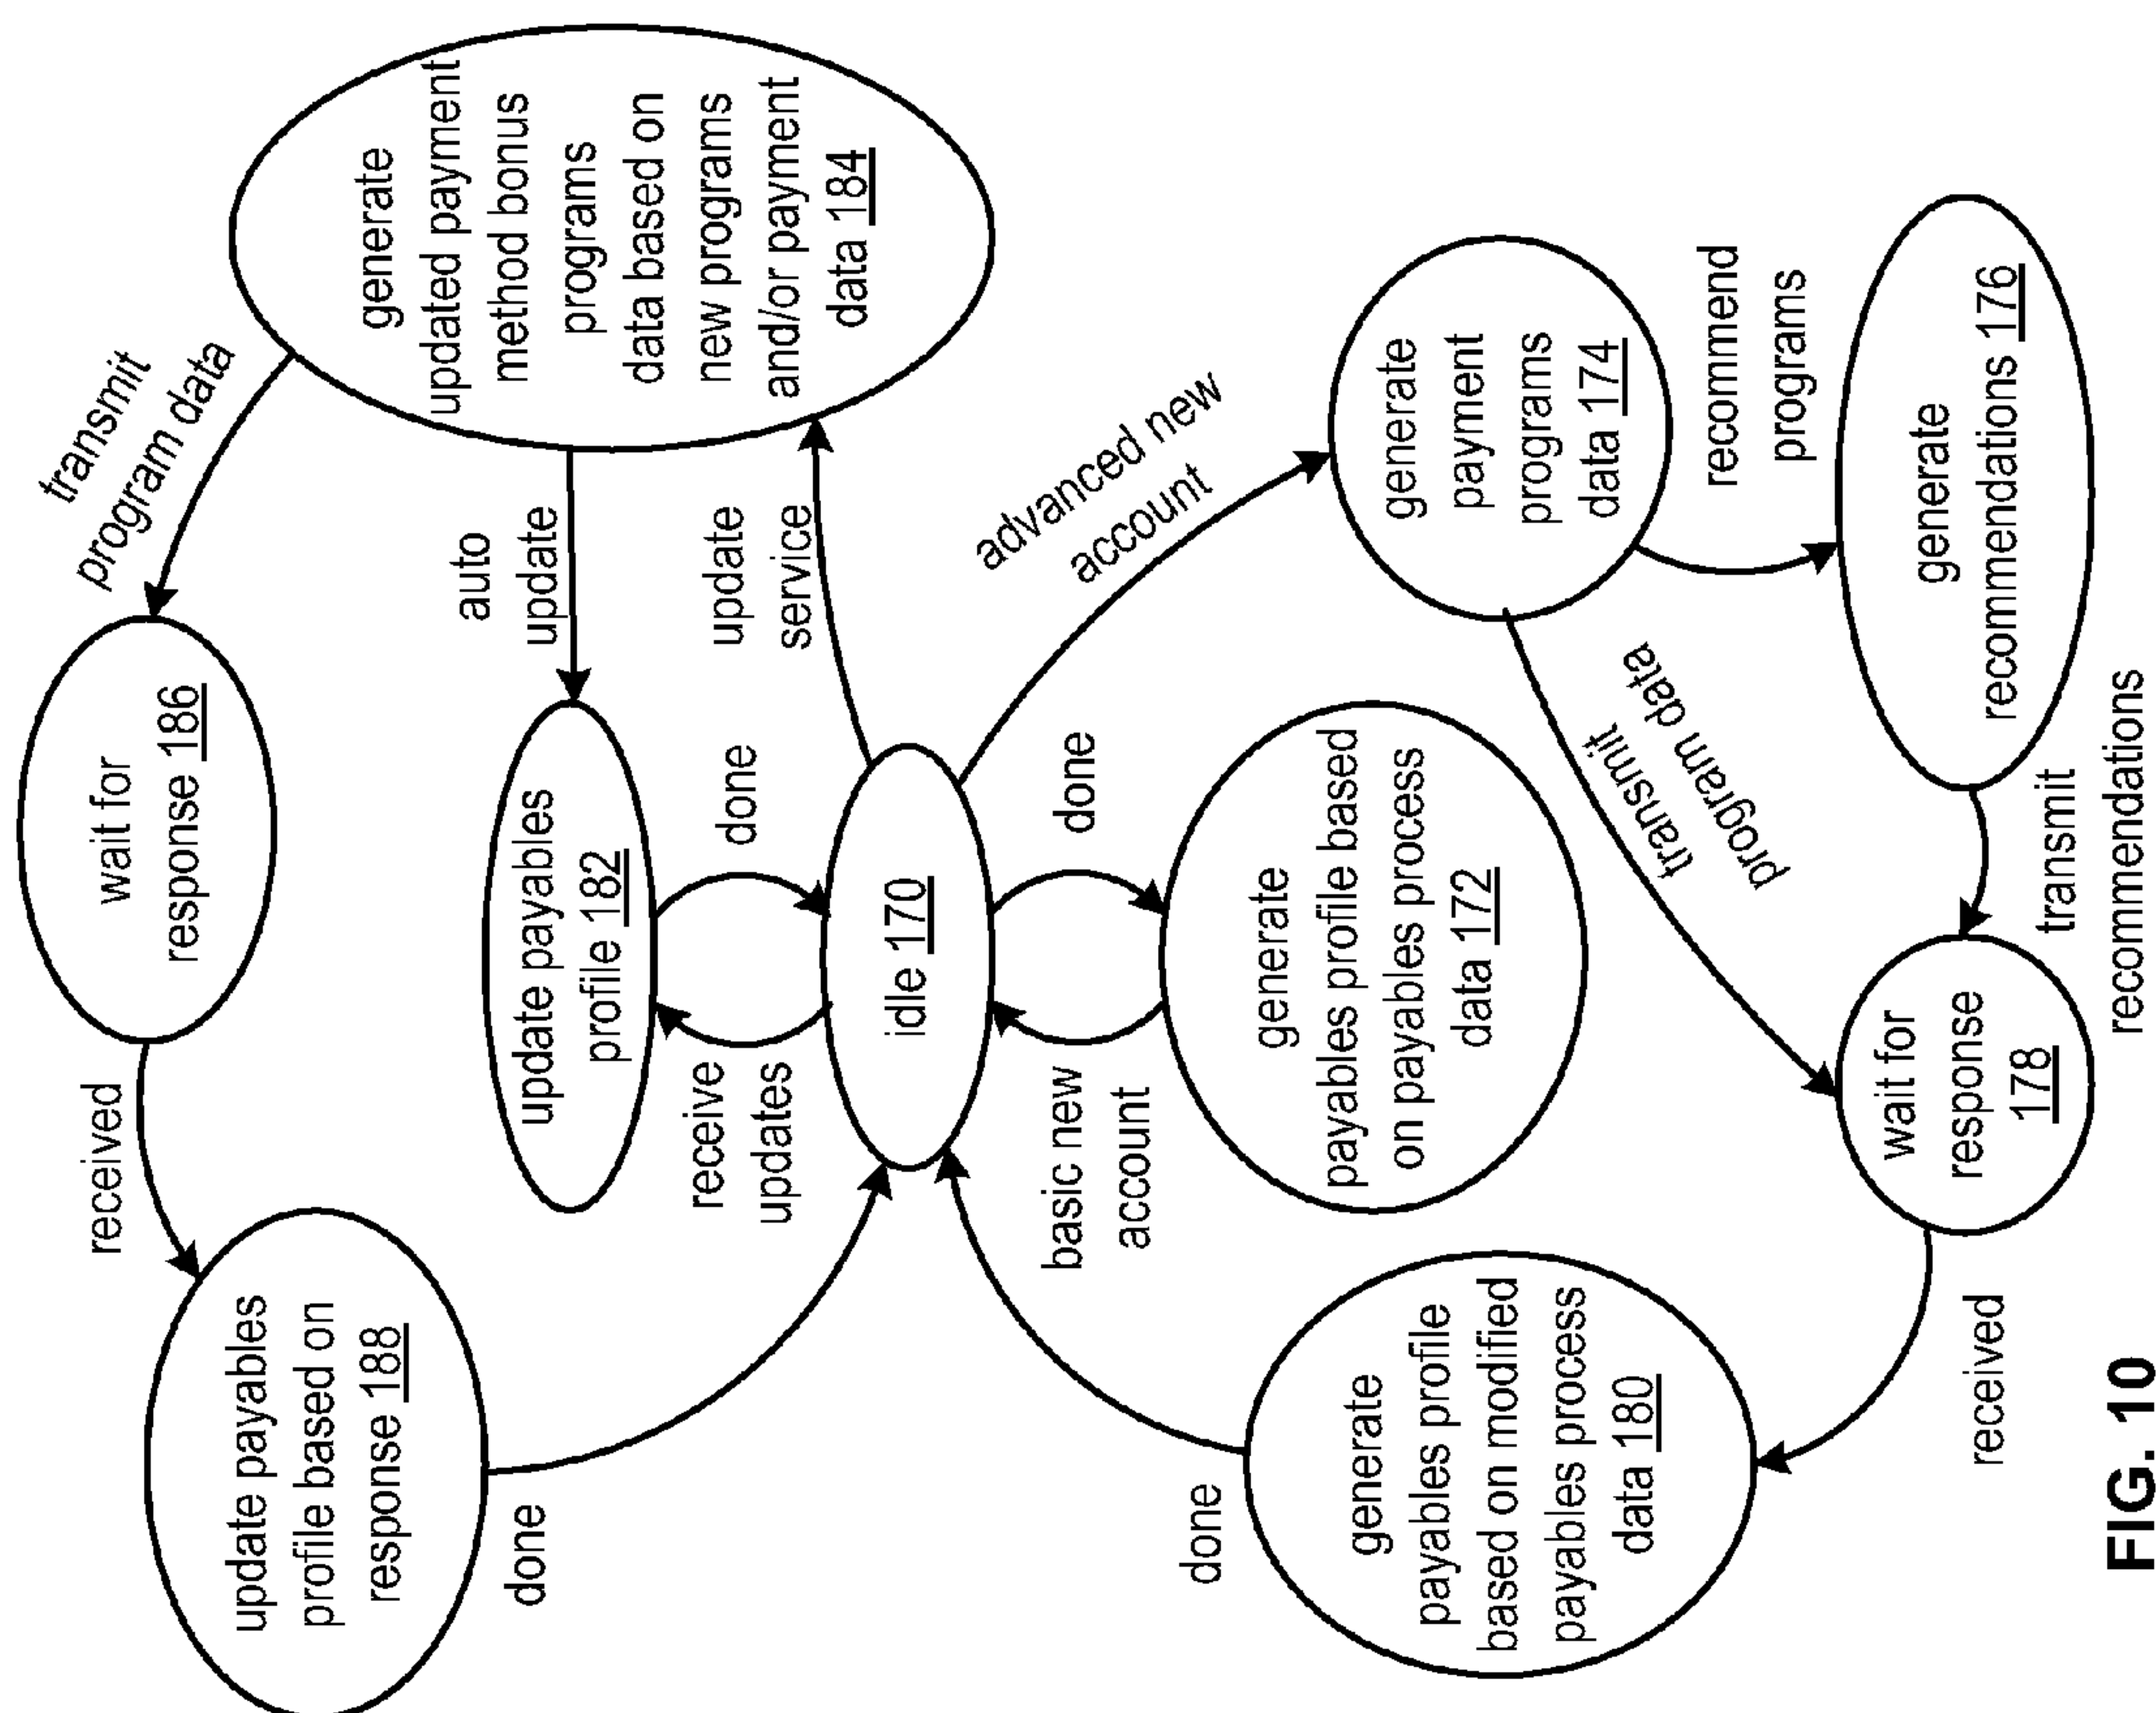 update payables
profile based on
response 188
received
wait for
response 186
transmit
program data
generate
updated payment
method bonus
programs
data based on
new programs
and/or payment
data 184
done
receive
updates
update payables
profile 182
done
auto
update
update
service
idle 170
advanced new
account
done
basic new
account
done
generate
payables profile based
on payables process
data 172
generate
payment
programs
data 174
generate
payables profile
based on modified
payables process
data 180
transmit
program data
recommend
programs
received
wait for
response
178
transmit
recommendations
generate
recommendations 176
FIG. 10